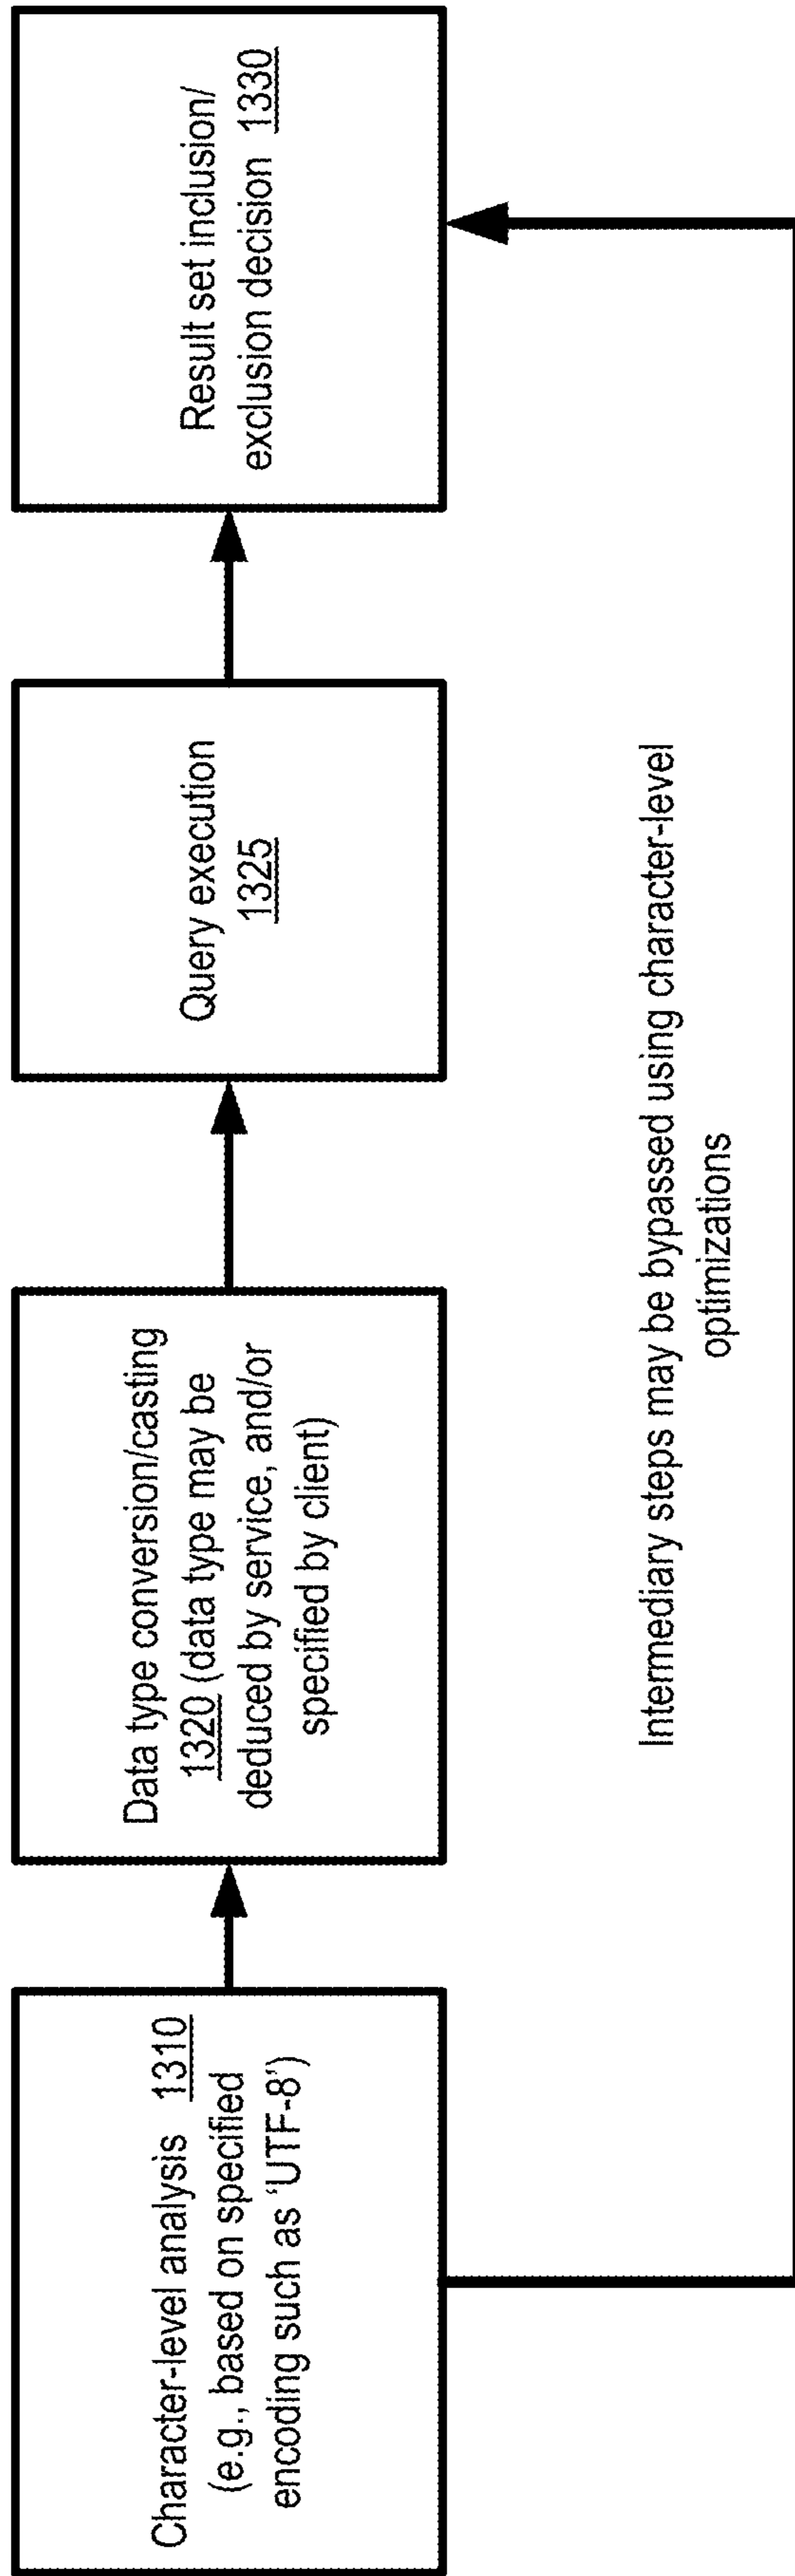 Character-level analysis 1310
(e.g., based on specified
encoding such as ‘UTF-8’)
Data type conversion/casting
1320 (data type may be
deduced by service, and/or
specified by client)
Query execution
1325
Result set inclusion/
exclusion decision 1330
Intermediary steps may be bypassed using character-level
optimizations